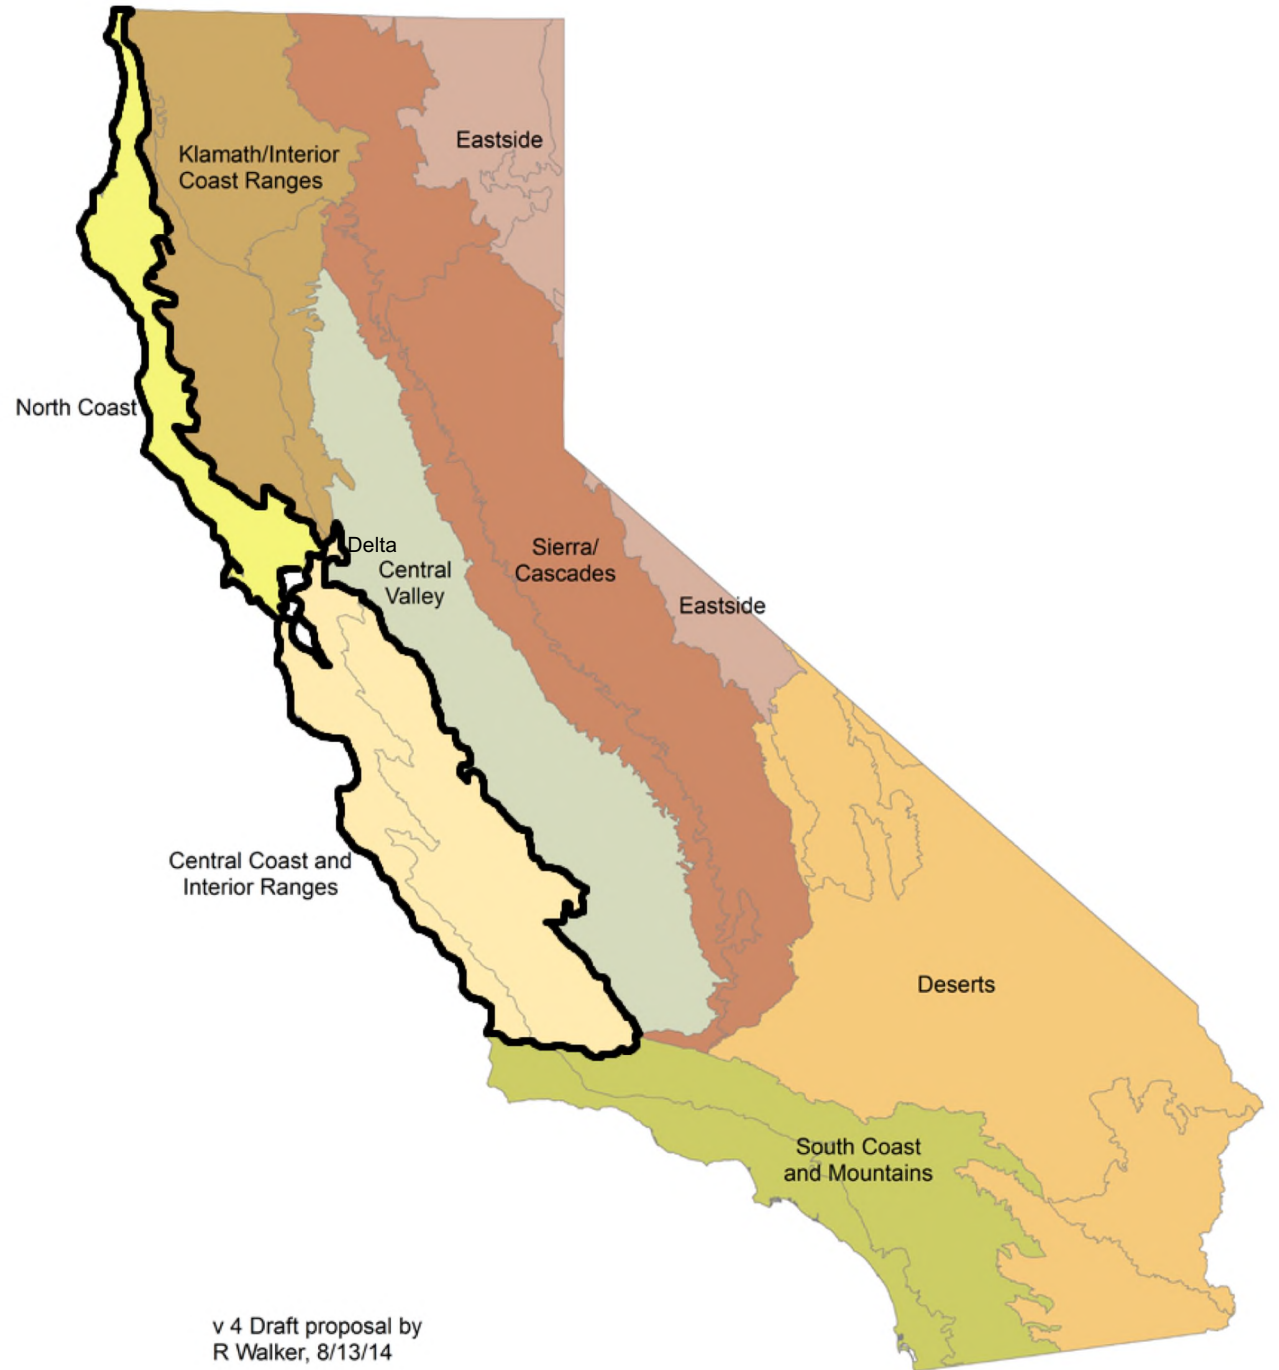 Eastside
Klamath/Interior
Coast Ranges
North Coast
Delta
Central
Valley
Sierra/
Cascades
Eastside
Central Coast and
Interior Ranges
Deserts
South Coast
and Mountains
v 4 Draft proposal by
R Walker, 8/13/14